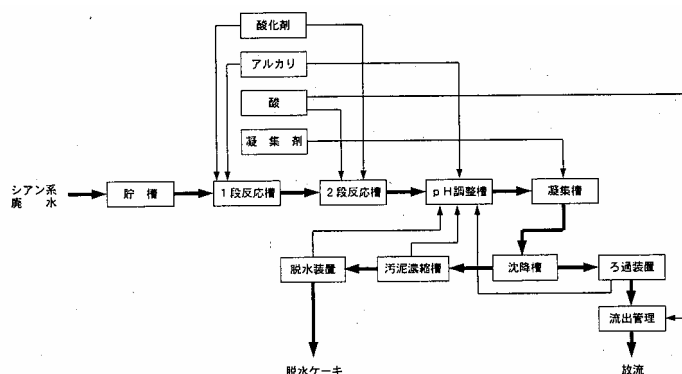 酸化剤
アルカリ
酸
凝集剤
シアン系
廃水
貯槽
1段反応槽
2段反応槽
pH調整槽
凝集槽
脱水装置
汚泥濃縮槽
沈降槽
ろ過装置
流出管理
脱水ケーキ
放流